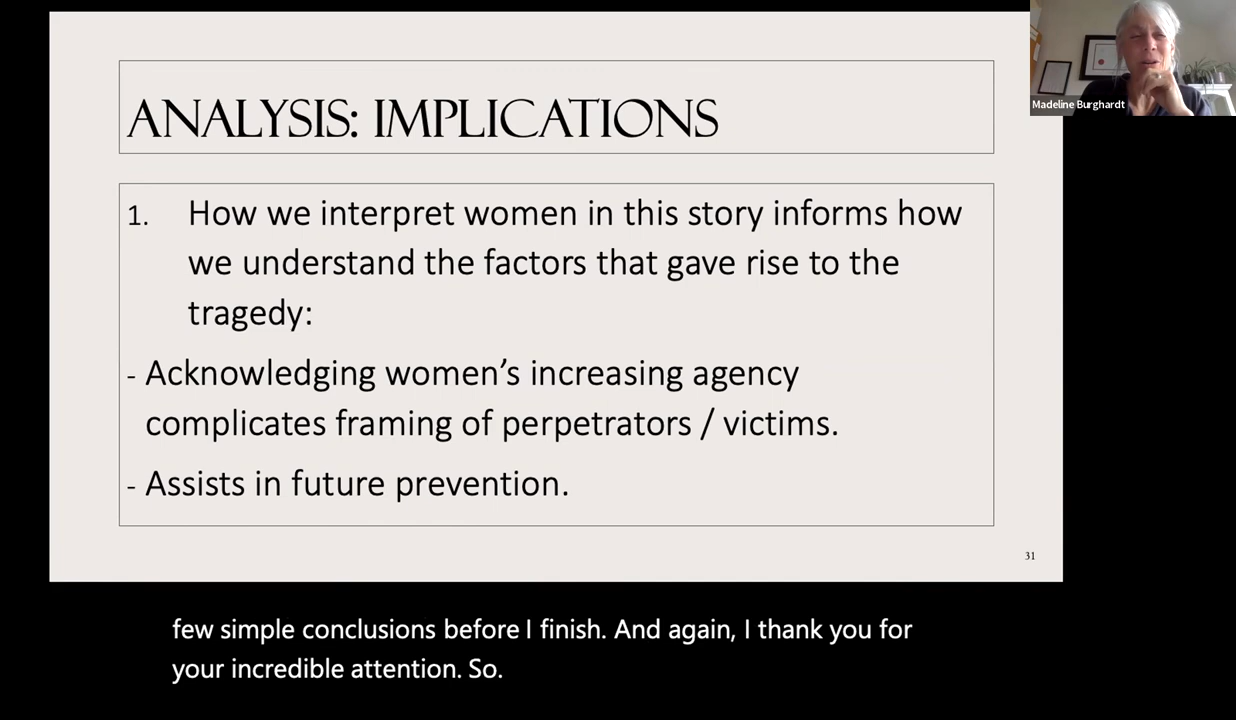 ANALYSIS: IMPLICATIONS
1. How we interpret women in this story informs how
we understand the factors that gave rise to the
tragedy:
- Acknowledging women’s increasing agency
complicates framing of perpetrators / victims.
- Assists in future prevention.
31
Madeline Burghardt
few simple conclusions before I finish. And again, I thank you for
your incredible attention. So.